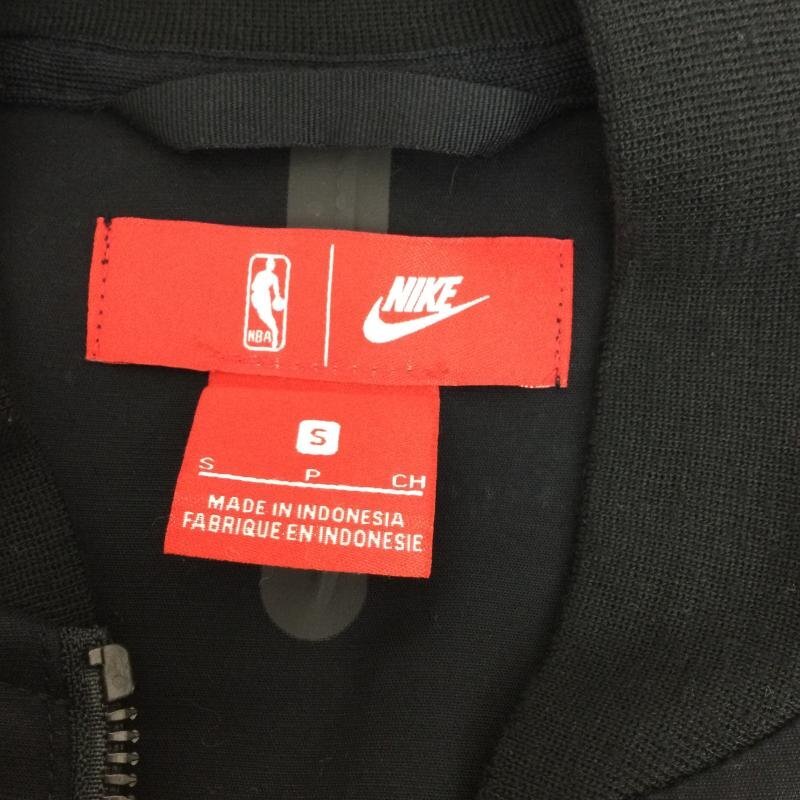 NBA NIKE
S
S P CH
MADE IN INDONESIA
FABRIQUE EN INDONESIE